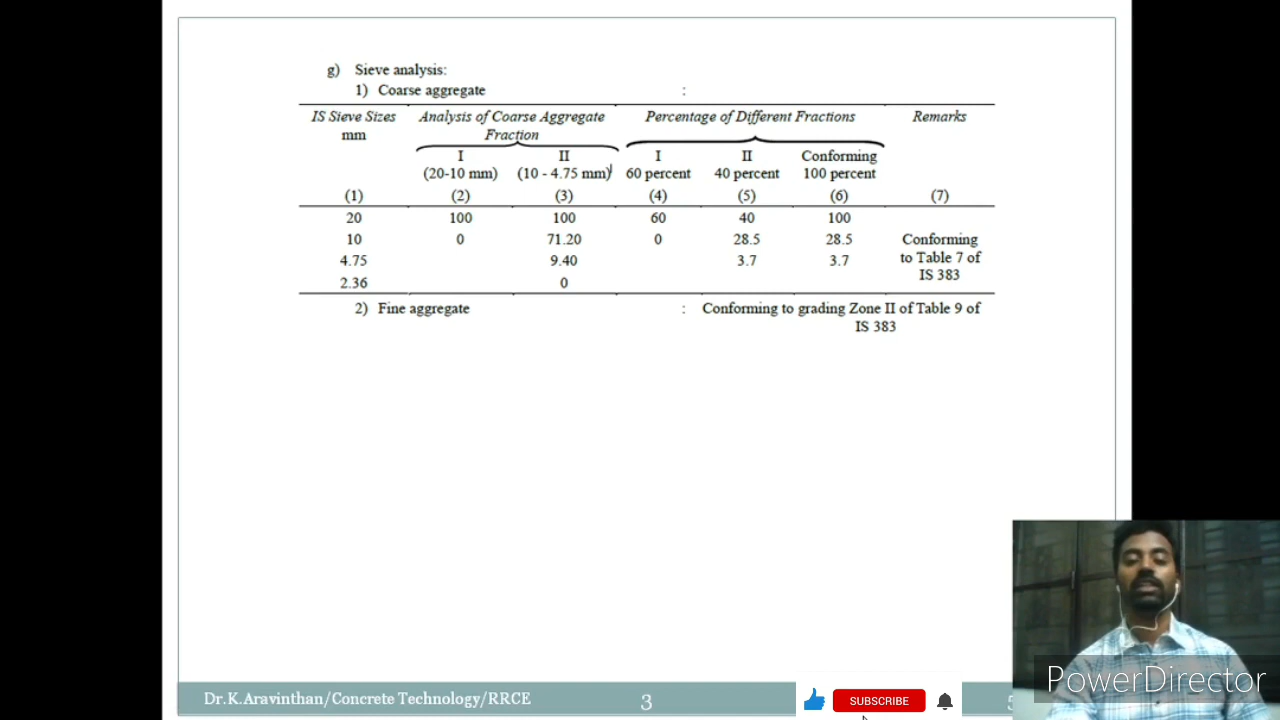 g) Sieve analysis:
1) Coarse aggregate :
IS Sieve Sizes Analysis of Coarse Aggregate Percentage of Different Fractions Remarks
mm Fraction
I II I II Conforming
(20-10 mm) (10 - 4.75 mm) 60 percent 40 percent 100 percent
(1) (2) (3) (4) (5) (6) (7)
20 100 100 60 40 100
10 0 71.20 0 28.5 28.5 Conforming
4.75 9.40 3.7 3.7 to Table 7 of
2.36 0 IS 383
2) Fine aggregate : Conforming to grading Zone II of Table 9 of
IS 383
Dr.K.Aravinthan/Concrete Technology/RRCE 3
SUBSCRIBE
PowerDirector